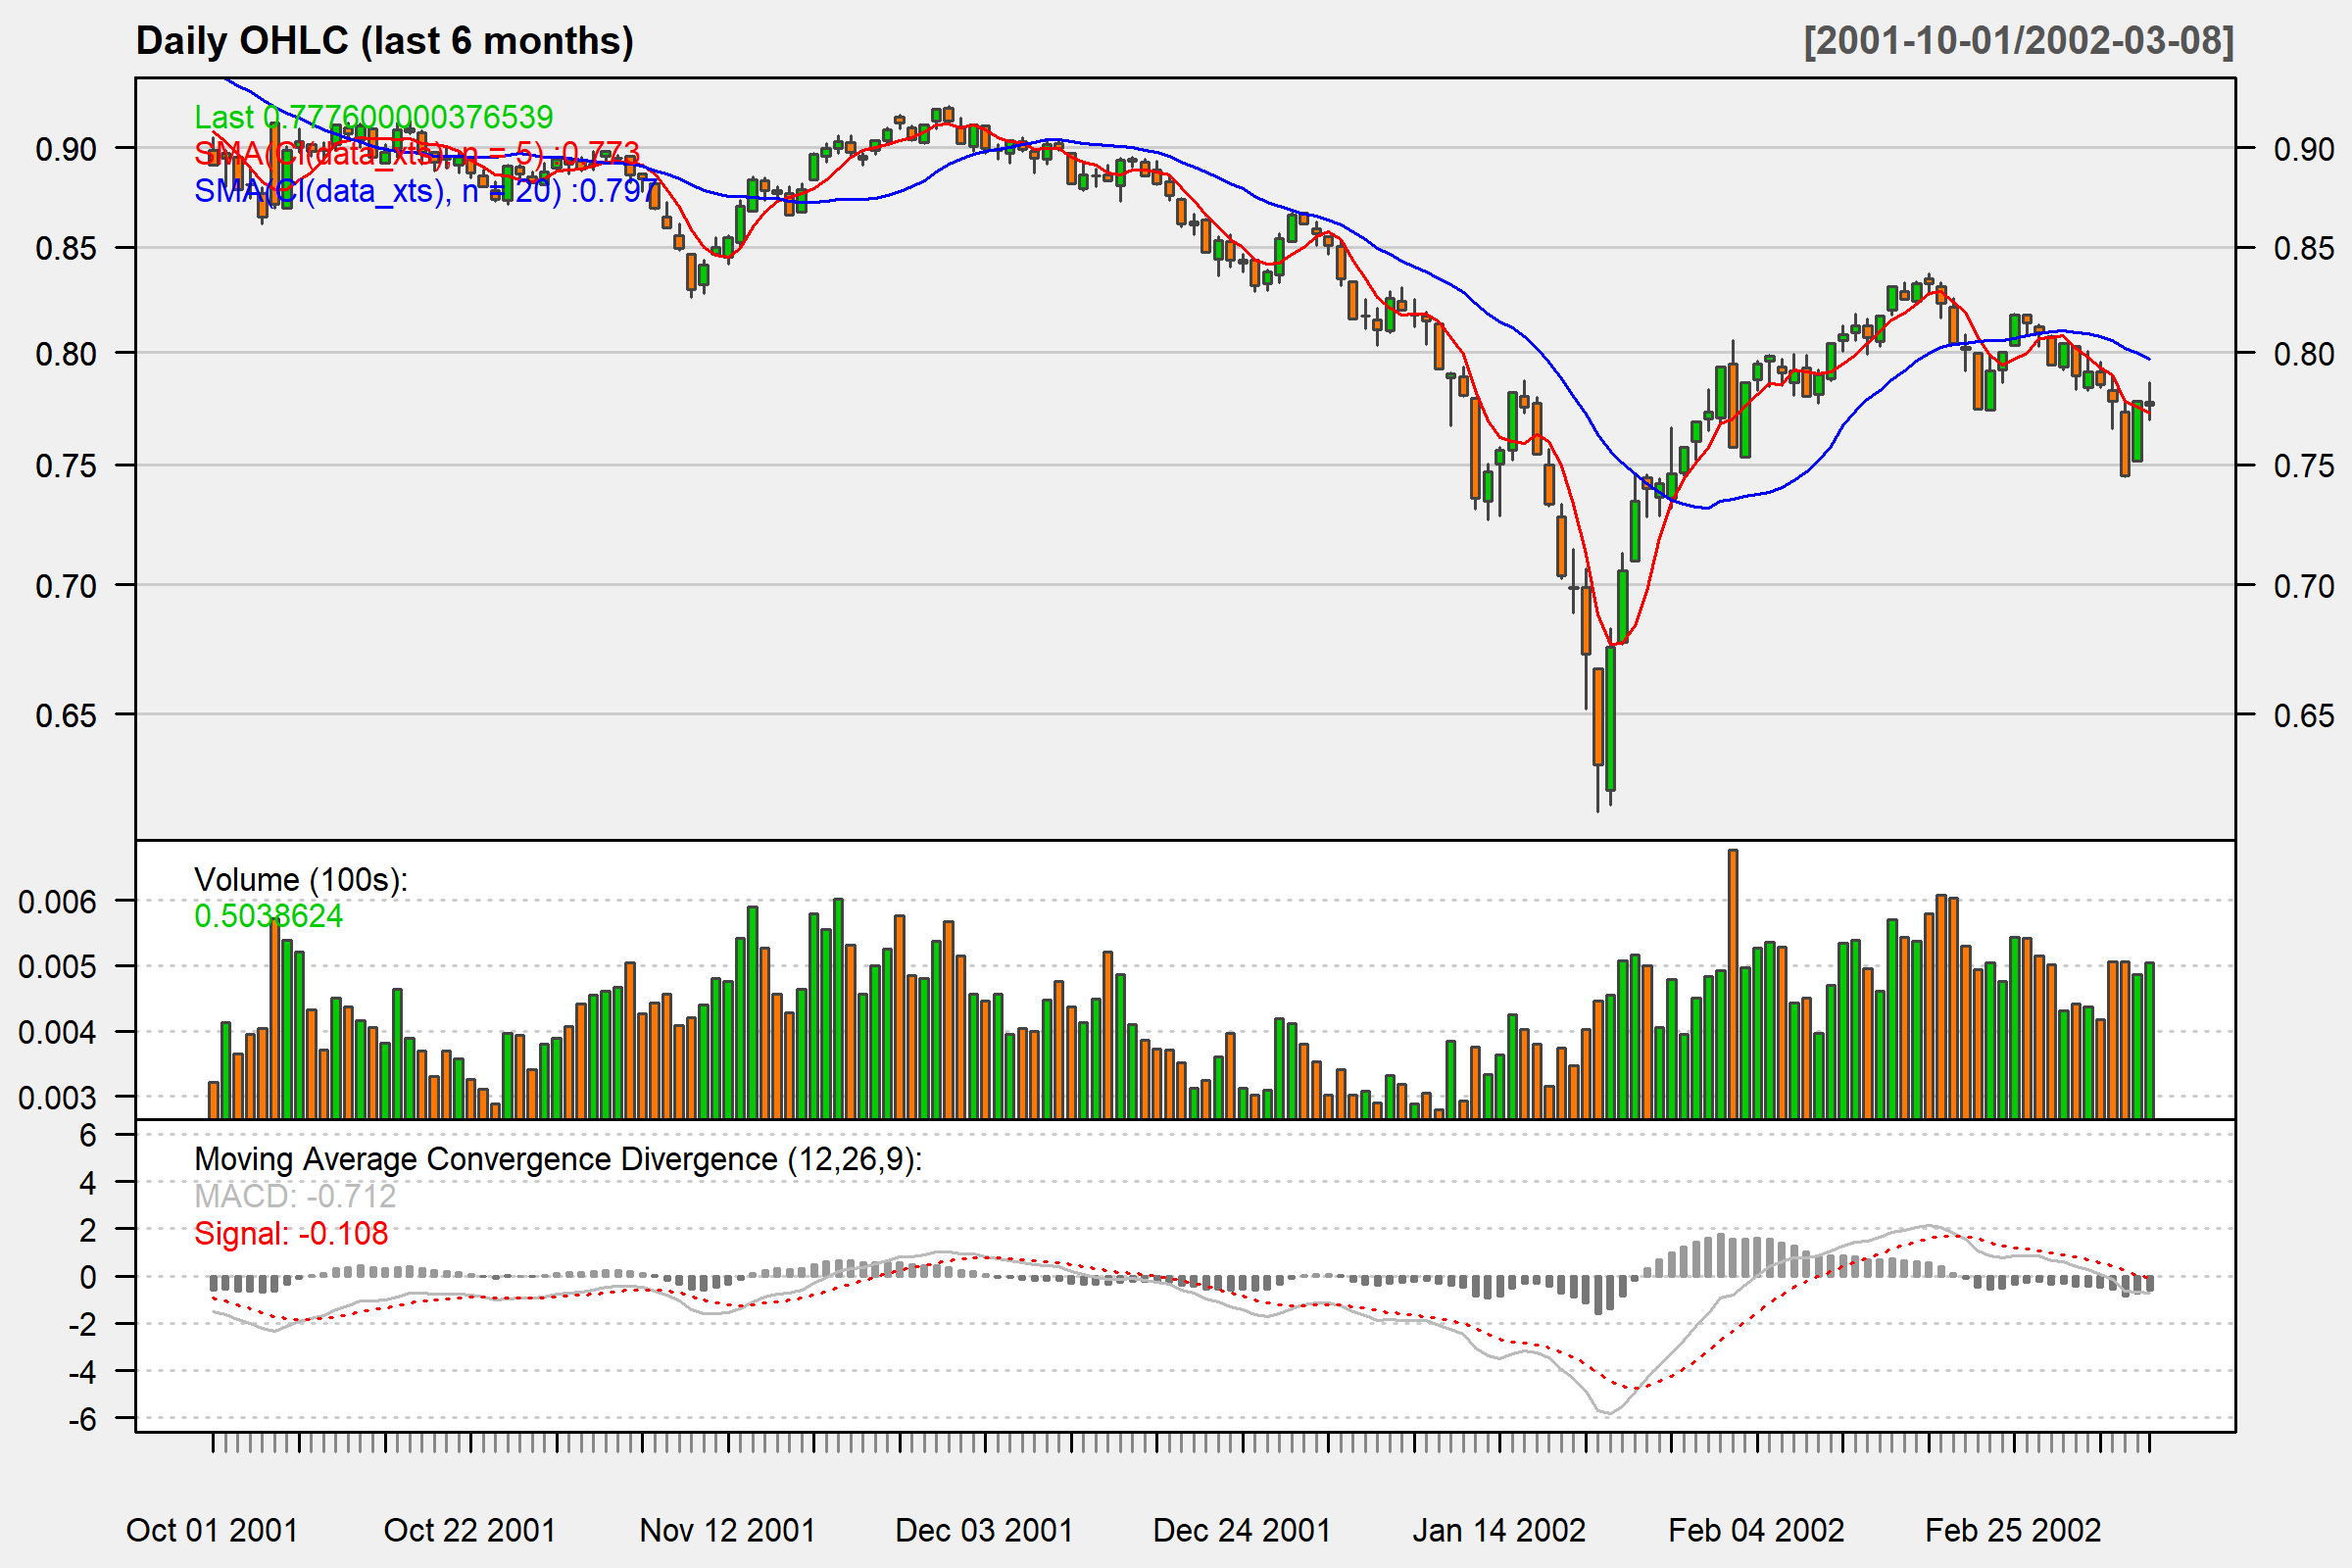 Daily OHLC (last 6 months) [2001-10-01/2002-03-08]
Last 0.777600000376539
SMA(Cl(data_xts), n = 5) :0.773
SMA(Cl(data_xts), n = 20) :0.797
0.90 0.90
0.85 0.85
0.80 0.80
0.75 0.75
0.70 0.70
0.65 0.65
Volume (100s):
0.5038624
0.006
0.005
0.004
0.003
Moving Average Convergence Divergence (12,26,9):
MACD: -0.712
Signal: -0.108
6
4
2
0
-2
-4
-6
Oct 01 2001 Oct 22 2001 Nov 12 2001 Dec 03 2001 Dec 24 2001 Jan 14 2002 Feb 04 2002 Feb 25 2002